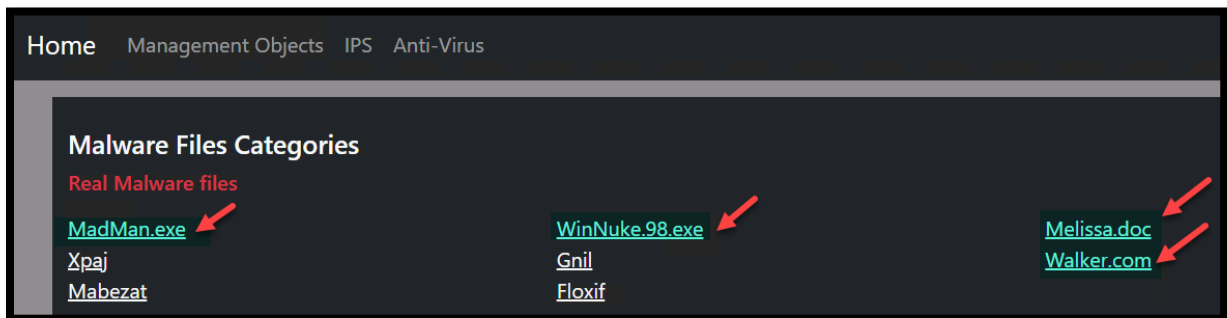 Home Management Objects IPS Anti-Virus
Malware Files Categories
Real Malware files
MadMan.exe WinNuke.98.exe Melissa.doc
Xpaj Gnil Walker.com
Mabezat Floxif